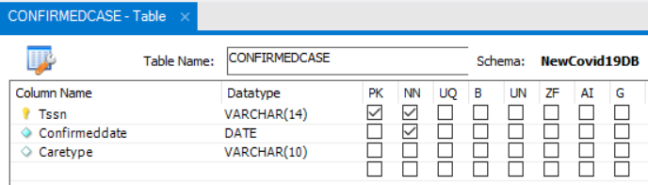 CONFIRMEDCASE - Table ×
Table Name: CONFIRMEDCASE Schema: NewCovid19DB
Column Name Datatype PK NN UQ B UN ZF AI G
Tssn VARCHAR(14)
Confirmeddate DATE
Caretype VARCHAR(10)